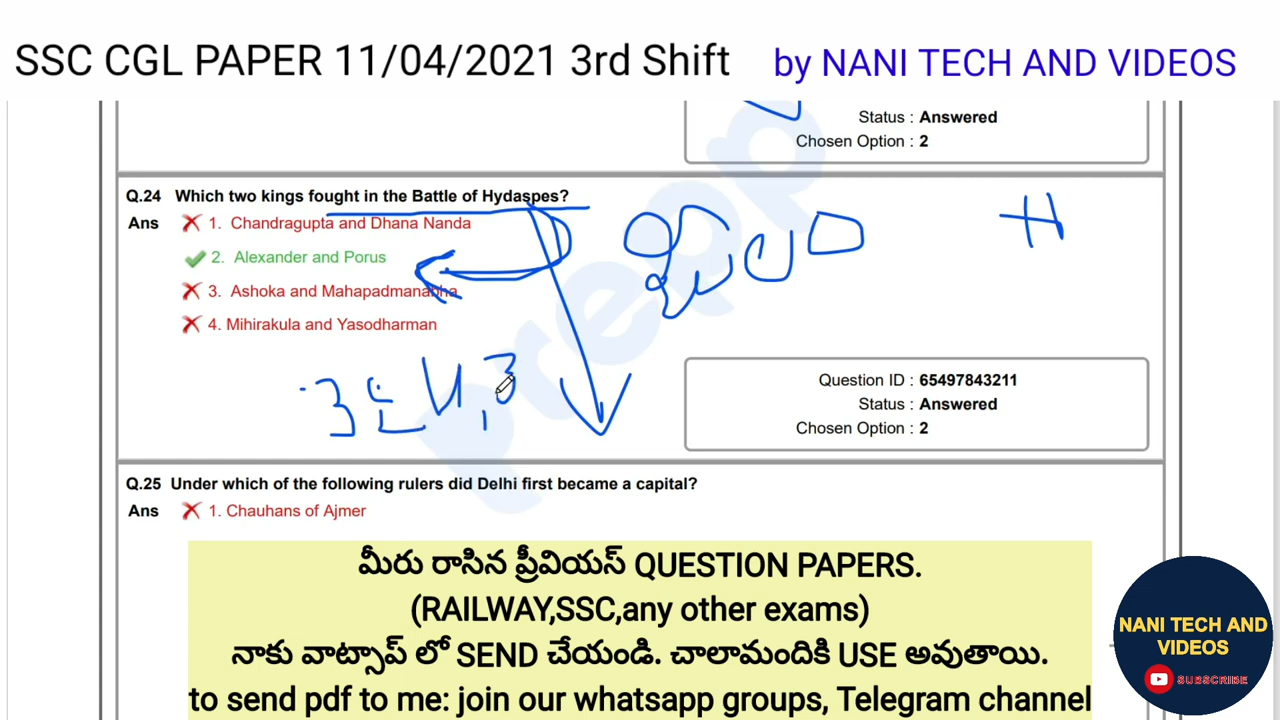 SSC CGL PAPER 11/04/2021 3rd Shift by NANI TECH AND VIDEOS
Status : Answered
Chosen Option : 2
Q.24 Which two kings fought in the Battle of Hydaspes?
Ans 1. Chandragupta and Dhana Nanda
2. Alexander and Porus
3. Ashoka and Mahapadmanabha
4. Mihirakula and Yasodharman
prepp
H
Question ID : 65497843211
Status : Answered
Chosen Option : 2
Q.25 Under which of the following rulers did Delhi first became a capital?
Ans 1. Chauhans of Ajmer
మీరు రాసిన ప్రీవియస్ QUESTION PAPERS.
(RAILWAY,SSC,any other exams)
నాకు వాట్సాప్ లో SEND చేయండి. చాలామందికి USE అవుతాయి.
to send pdf to me: join our whatsapp groups, Telegram channel
NANI TECH AND
VIDEOS
SUBSCRIBE